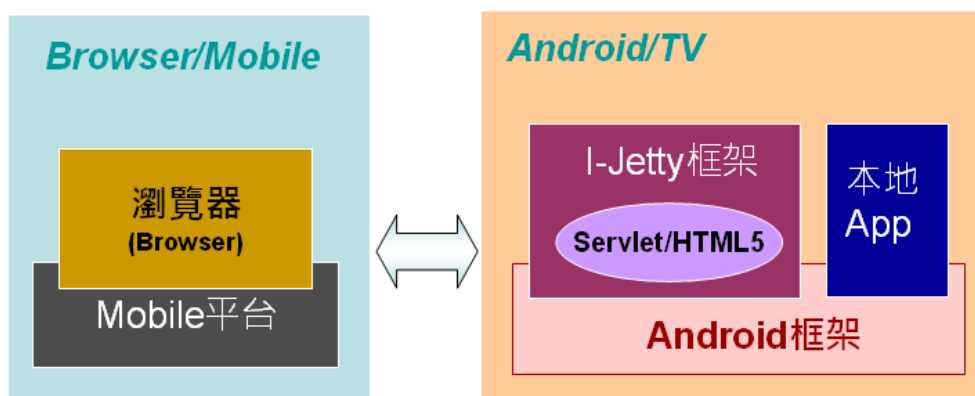 Browser/Mobile
瀏覽器
(Browser)
Mobile平台
Android/TV
I-Jetty框架
Servlet/HTML5
本地
App
Android框架